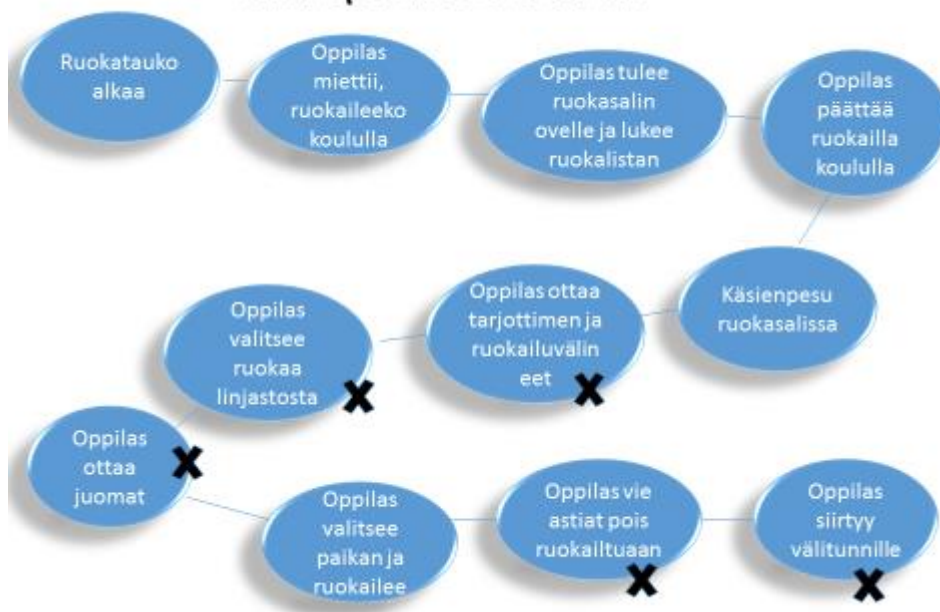 Ruokatauko
alkaa
Oppilas
miettii,
ruokaileeko
koululla
Oppilas tulee
ruokasalin
ovelle ja lukee
ruokalistan
Oppilas
päättää
ruokailla
koululla
Käsienpesu
ruokasalissa
Oppilas ottaa
tarjottimen ja
ruokailuvälin
eet
Oppilas
valitsee
ruokaa
linjastosta
Oppilas
ottaa
juomat
Oppilas
valitsee
paikan ja
ruokailee
Oppilas vie
astiat pois
ruokailtuaan
Oppilas
siirtyy
välitunnille